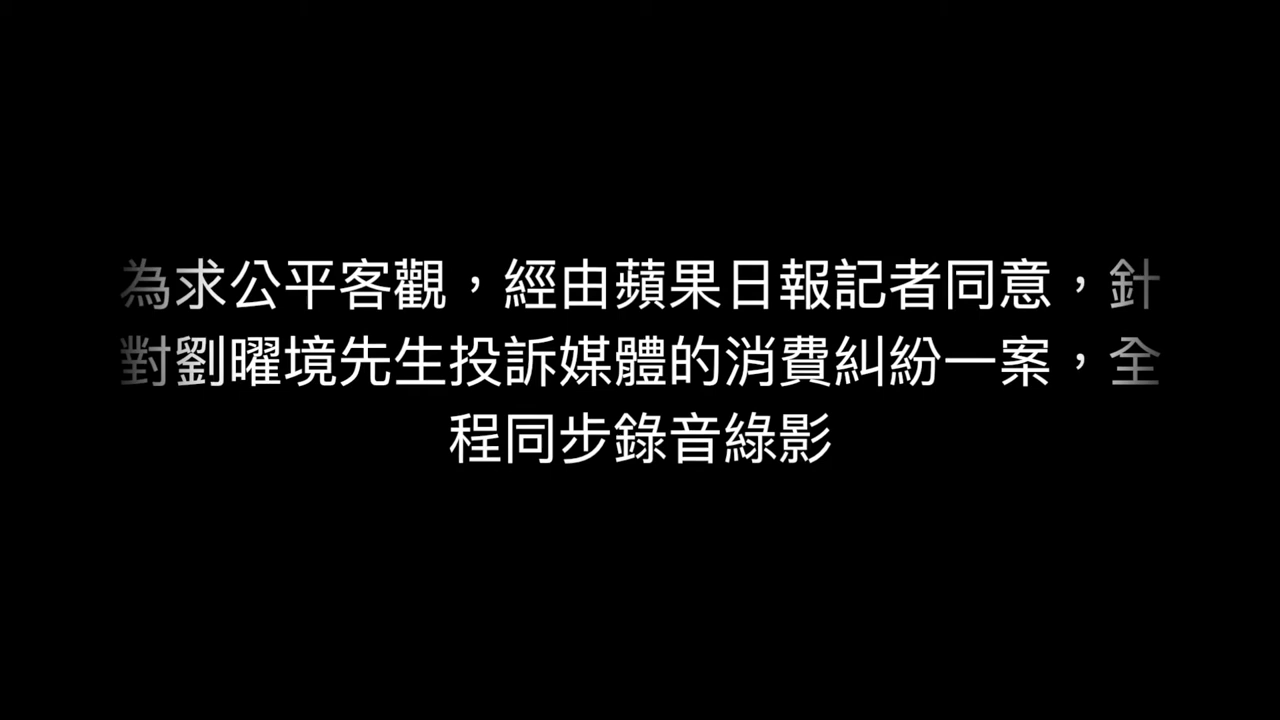 為求公平客觀，經由蘋果日報記者同意，針
對劉曜境先生投訴媒體的消費糾紛一案，全
程同步錄音綠影